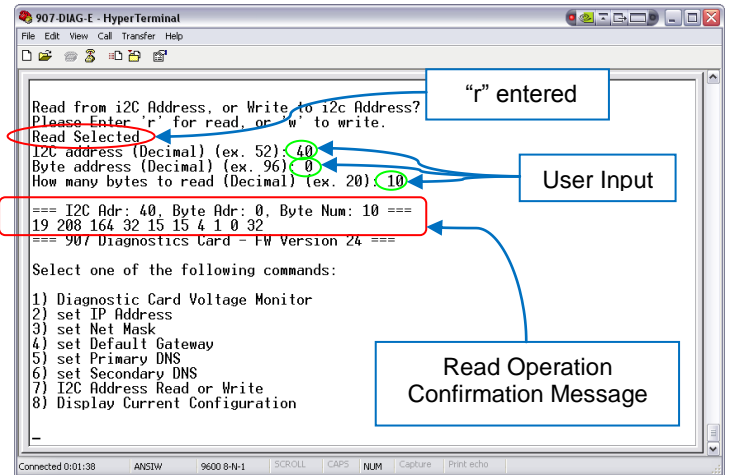 907-DIAG-E - HyperTerminal
File Edit View Call Transfer Help
Read from i2C Address, or Write to i2c Address?
Please Enter 'r' for read, or 'w' to write.
Read Selected
I2C address (Decimal) (ex. 52): 40
Byte address (Decimal) (ex. 96): 0
How many bytes to read (Decimal) (ex. 20): 10
“r” entered
User Input
=== I2C Adr: 40, Byte Adr: 0, Byte Num: 10 ===
19 208 164 32 15 15 4 1 0 32
=== 907 Diagnostics Card - FW Version 24 ===
Select one of the following commands:
1) Diagnostic Card Voltage Monitor
2) set IP Address
3) set Net Mask
4) set Default Gateway
5) set Primary DNS
6) set Secondary DNS
7) I2C Address Read or Write
8) Display Current Configuration
Read Operation
Confirmation Message
Connected 0:01:38 ANSIW 9600 8-N-1 SCROLL CAPS NUM Capture Print echo